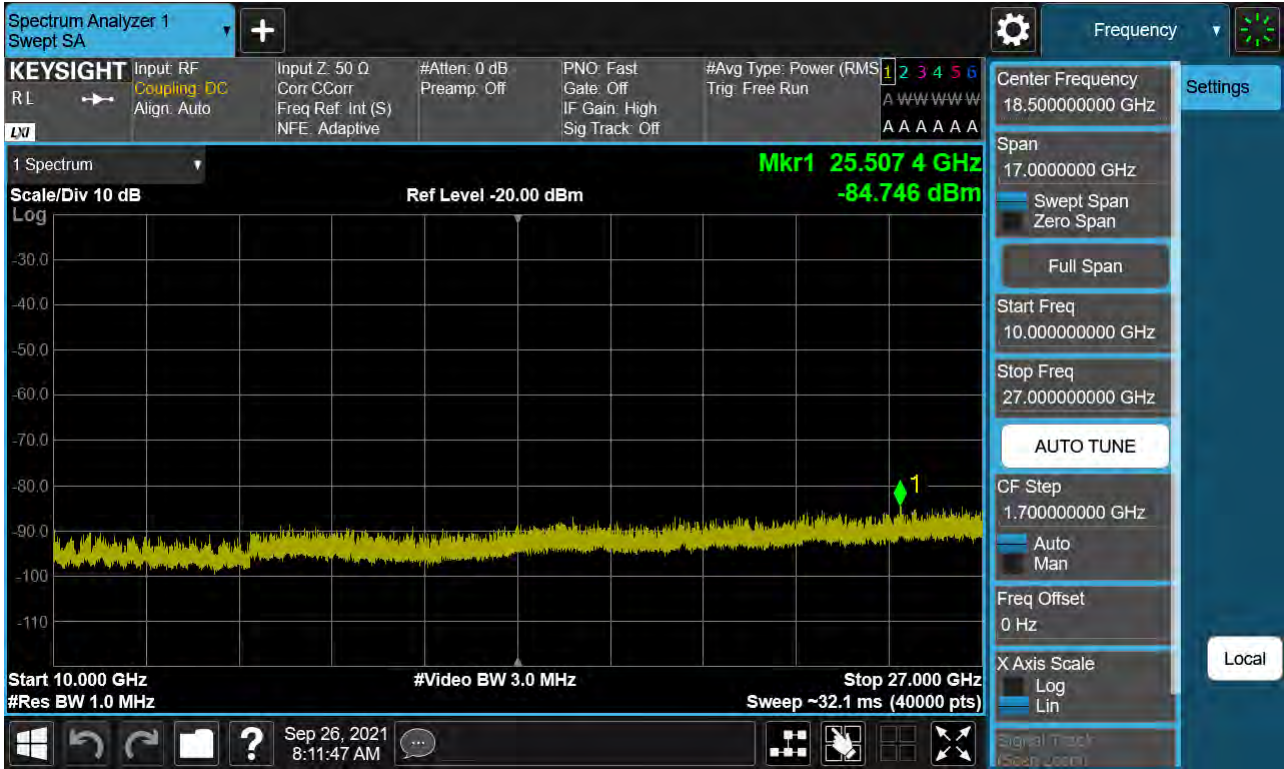 Spectrum Analyzer 1
Swept SA
Frequency
KEYSIGHT
R L
LXI
Input: RF
Coupling: DC
Align: Auto
Input Z: 50 Ω
Corr CCorr
Freq Ref: Int (S)
NFE: Adaptive
#Atten: 0 dB
Preamp: Off
PNO: Fast
Gate: Off
IF Gain: High
Sig Track: Off
#Avg Type: Power (RMS
Trig: Free Run
1 2 3 4 5 6
A W W W W W
A A A A A A
1 Spectrum
Scale/Div 10 dB
Log
Ref Level -20.00 dBm
Mkr1 25.507 4 GHz
-84.746 dBm
-30.0
-40.0
-50.0
-60.0
-70.0
-80.0
-90.0
-100
-110
1
Start 10.000 GHz
#Res BW 1.0 MHz
#Video BW 3.0 MHz
Stop 27.000 GHz
Sweep ~32.1 ms (40000 pts)
Sep 26, 2021
8:11:47 AM
Center Frequency
18.500000000 GHz
Span
17.0000000 GHz
Swept Span
Zero Span
Full Span
Start Freq
10.000000000 GHz
Stop Freq
27.000000000 GHz
AUTO TUNE
CF Step
1.700000000 GHz
Auto
Man
Freq Offset
0 Hz
X Axis Scale
Log
Lin
Signal Track
(Span Zoom)
Settings
Local